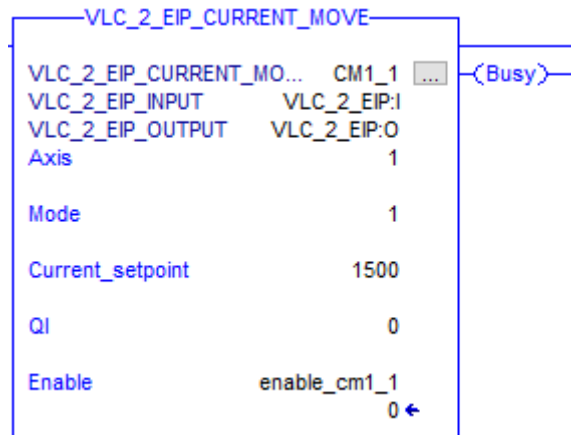 VLC_2_EIP_CURRENT_MOVE
VLC_2_EIP_CURRENT_MO... CM1_1 ... (Busy)
VLC_2_EIP_INPUT VLC_2_EIP:I
VLC_2_EIP_OUTPUT VLC_2_EIP:O
Axis 1
Mode 1
Current_setpoint 1500
QI 0
Enable enable_cm1_1
0